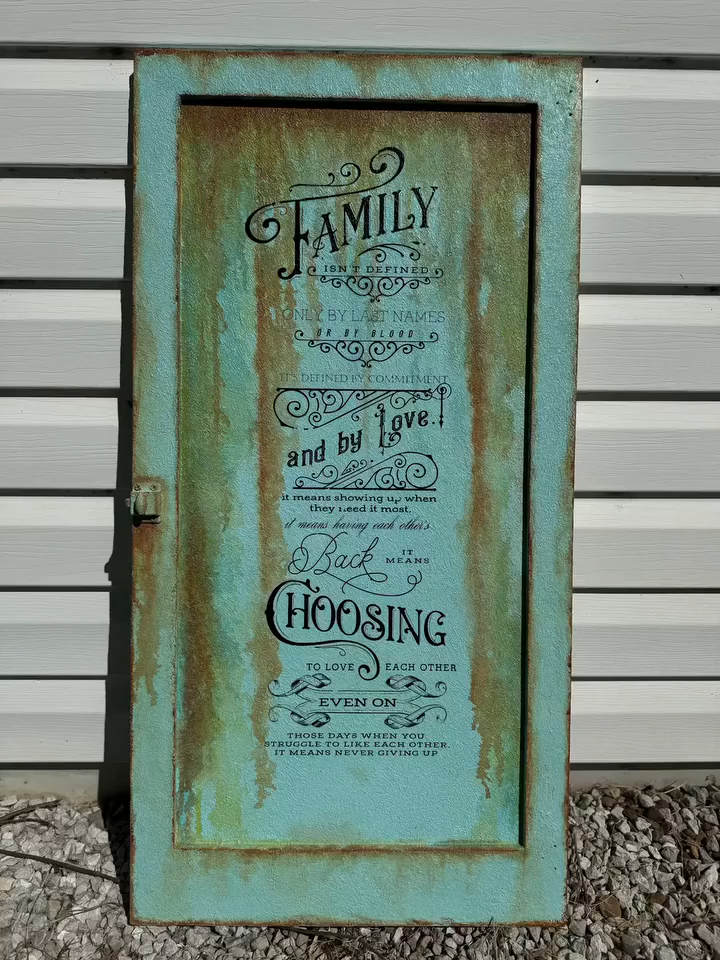 FAMILY
ISN'T DEFINED
ONLY BY LAST NAMES
OR BY BLOOD
IT'S DEFINED BY COMMITMENT
and by Love.
it means showing up when
they need it most.
it means having each other's
Back IT MEANS
CHOOSING
TO LOVE EACH OTHER
EVEN ON
THOSE DAYS WHEN YOU
STRUGGLE TO LIKE EACH OTHER.
IT MEANS NEVER GIVING UP